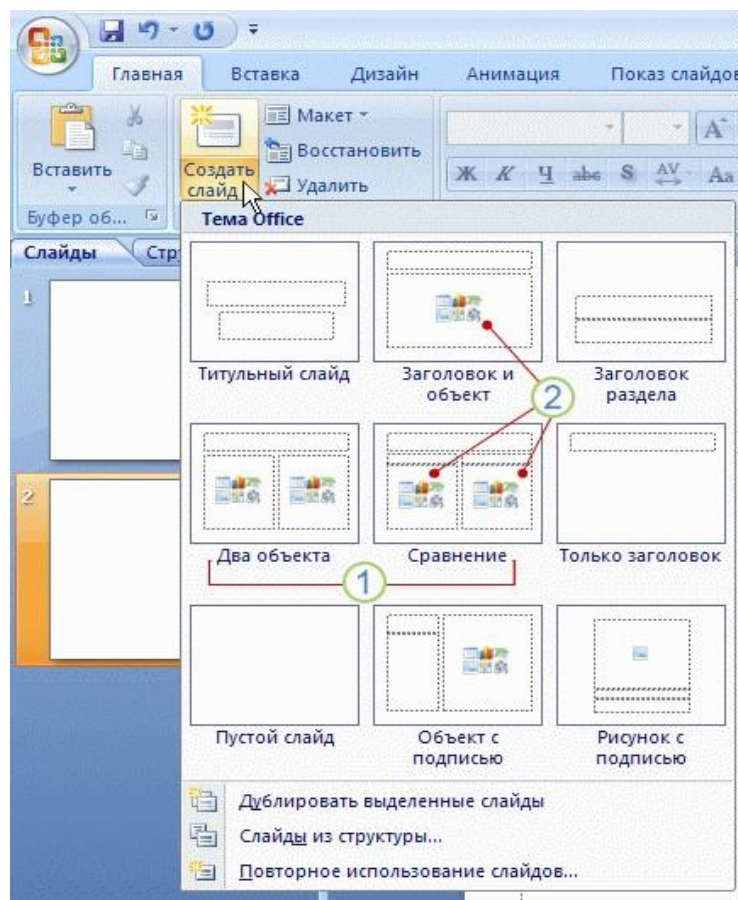 Главная Вставка Дизайн Анимация Показ слайдов
Макет
Восстановить
Удалить
Вставить
Создать
слайд
Ж К Ч abc S AV Аа
Буфер об...
Тема Office
Слайды Стр
1
Титульный слайд
Заголовок и
объект
Заголовок
раздела
2
2
Два объекта
Сравнение
Только заголовок
1
Пустой слайд
Объект с
подписью
Рисунок с
подписью
Дублировать выделенные слайды
Слайды из структуры...
Повторное использование слайдов...